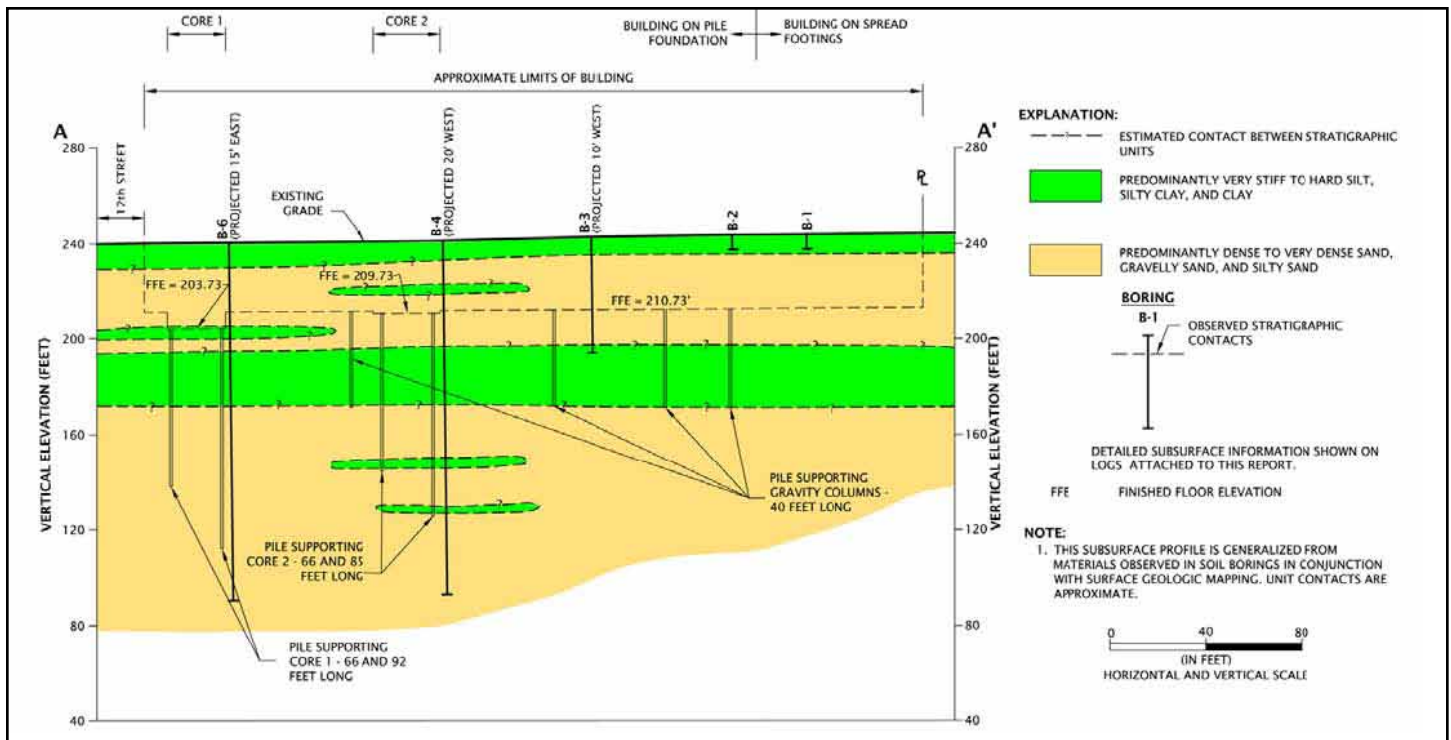 CORE 1
CORE 2
BUILDING ON PILE
FOUNDATION
BUILDING ON SPREAD
FOOTINGS
APPROXIMATE LIMITS OF BUILDING
A
A'
12th STREET
B-6
(PROJECTED 15' EAST)
B-4
(PROJECTED 20' WEST)
B-3
(PROJECTED 10' WEST)
B-2
B-1
PL
EXISTING
GRADE
280
240
200
160
120
80
40
VERTICAL ELEVATION (FEET)
280
240
200
160
120
80
40
VERTICAL ELEVATION (FEET)
FFE = 203.73
FFE = 209.73
FFE = 210.73'
PILE SUPPORTING
GRAVITY COLUMNS -
40 FEET LONG
PILE SUPPORTING
CORE 2 - 66 AND 85
FEET LONG
PILE SUPPORTING
CORE 1 - 66 AND 92
FEET LONG
EXPLANATION:
ESTIMATED CONTACT BETWEEN STRATIGRAPHIC
UNITS
PREDOMINANTLY VERY STIFF TO HARD SILT,
SILTY CLAY, AND CLAY
PREDOMINANTLY DENSE TO VERY DENSE SAND,
GRAVELLY SAND, AND SILTY SAND
BORING
B-1
OBSERVED STRATIGRAPHIC
CONTACTS
DETAILED SUBSURFACE INFORMATION SHOWN ON
LOGS ATTACHED TO THIS REPORT.
FFE FINISHED FLOOR ELEVATION
NOTE:
1. THIS SUBSURFACE PROFILE IS GENERALIZED FROM
MATERIALS OBSERVED IN SOIL BORINGS IN CONJUNCTION
WITH SURFACE GEOLOGIC MAPPING. UNIT CONTACTS ARE
APPROXIMATE.
0 40 80
(IN FEET)
HORIZONTAL AND VERTICAL SCALE